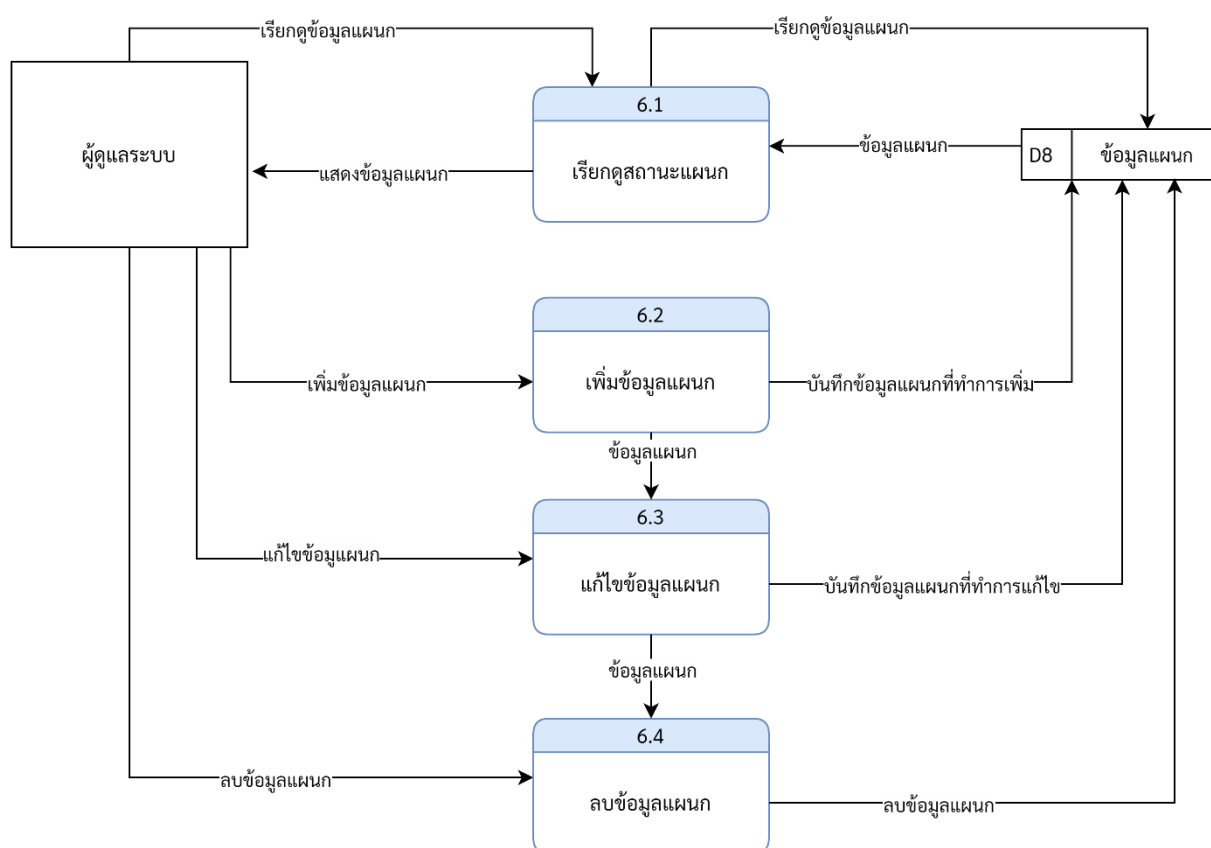 เรียกดูข้อมูลแผนก
เรียกดูข้อมูลแผนก
6.1
ผู้ดูแลระบบ
ข้อมูลแผนก
D8
ข้อมูลแผนก
แสดงข้อมูลแผนก
เรียกดูสถานะแผนก
6.2
เพิ่มข้อมูลแผนก
เพิ่มข้อมูลแผนก
บันทึกข้อมูลแผนกที่ทำการเพิ่ม
ข้อมูลแผนก
6.3
แก้ไขข้อมูแผนก
แก้ไขข้อมูลแผนก
บันทึกข้อมูลแผนกที่ทำการแก้ไข
ข้อมูลแผนก
6.4
ลบข้อมูลแผนก
ลบข้อมูลแผนก
ลบข้อมูลแผนก